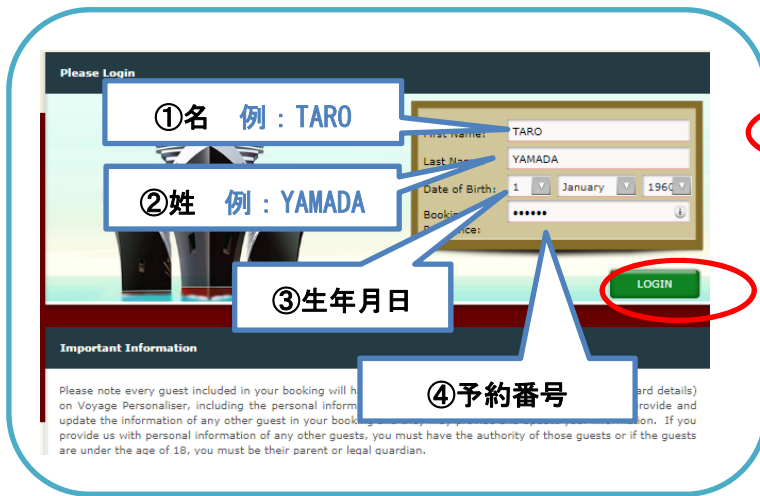 Please Login
①名 例：TARO
First Name:
TARO
Last Name:
YAMADA
②姓 例：YAMADA
Date of Birth:
1 January 1960
••••••
③生年月日
LOGIN
④予約番号
Important Information
Please note every guest included in your booking will ard details)
on Voyage Personaliser, including the personal rovide and
update the information of any other guest in your If you
provide us with personal information of any other guests, you must have the authority of those guests or if the guests
are under the age of 18, you must be their parent or legal guardian.